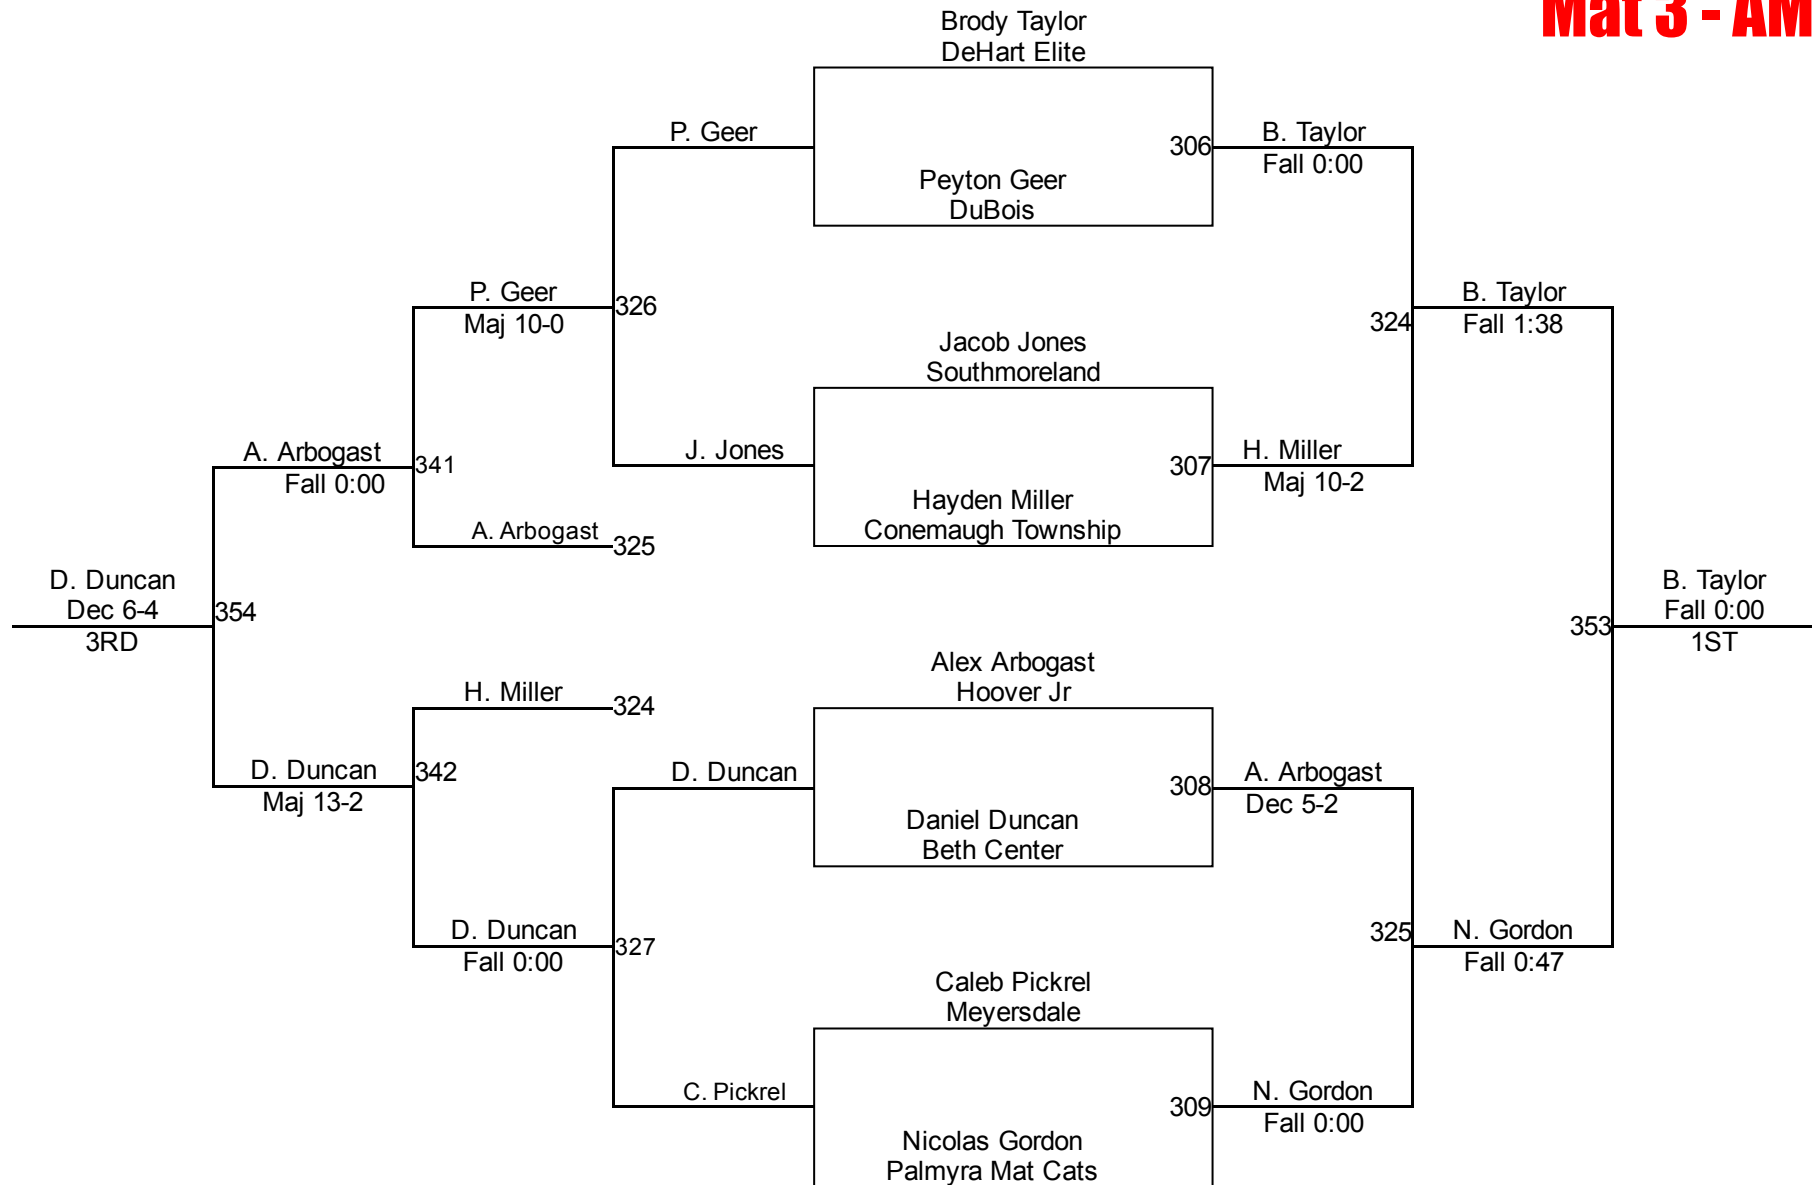 Mat 3 - AM
Brody Taylor
DeHart Elite
P. Geer
306
B. Taylor
Fall 0:00
Peyton Geer
DuBois
P. Geer
Maj 10-0
326
B. Taylor
Fall 1:38
324
Jacob Jones
Southmoreland
A. Arbogast
Fall 0:00
341
J. Jones
307
H. Miller
Maj 10-2
Hayden Miller
Conemaugh Township
A. Arbogast
325
D. Duncan
Dec 6-4
3RD
354
353
B. Taylor
Fall 0:00
1ST
Alex Arbogast
Hoover Jr
H. Miller
324
D. Duncan
Maj 13-2
342
D. Duncan
308
A. Arbogast
Dec 5-2
Daniel Duncan
Beth Center
D. Duncan
Fall 0:00
327
325
N. Gordon
Fall 0:47
Caleb Pickrel
Meyersdale
C. Pickrel
309
N. Gordon
Fall 0:00
Nicolas Gordon
Palmyra Mat Cats